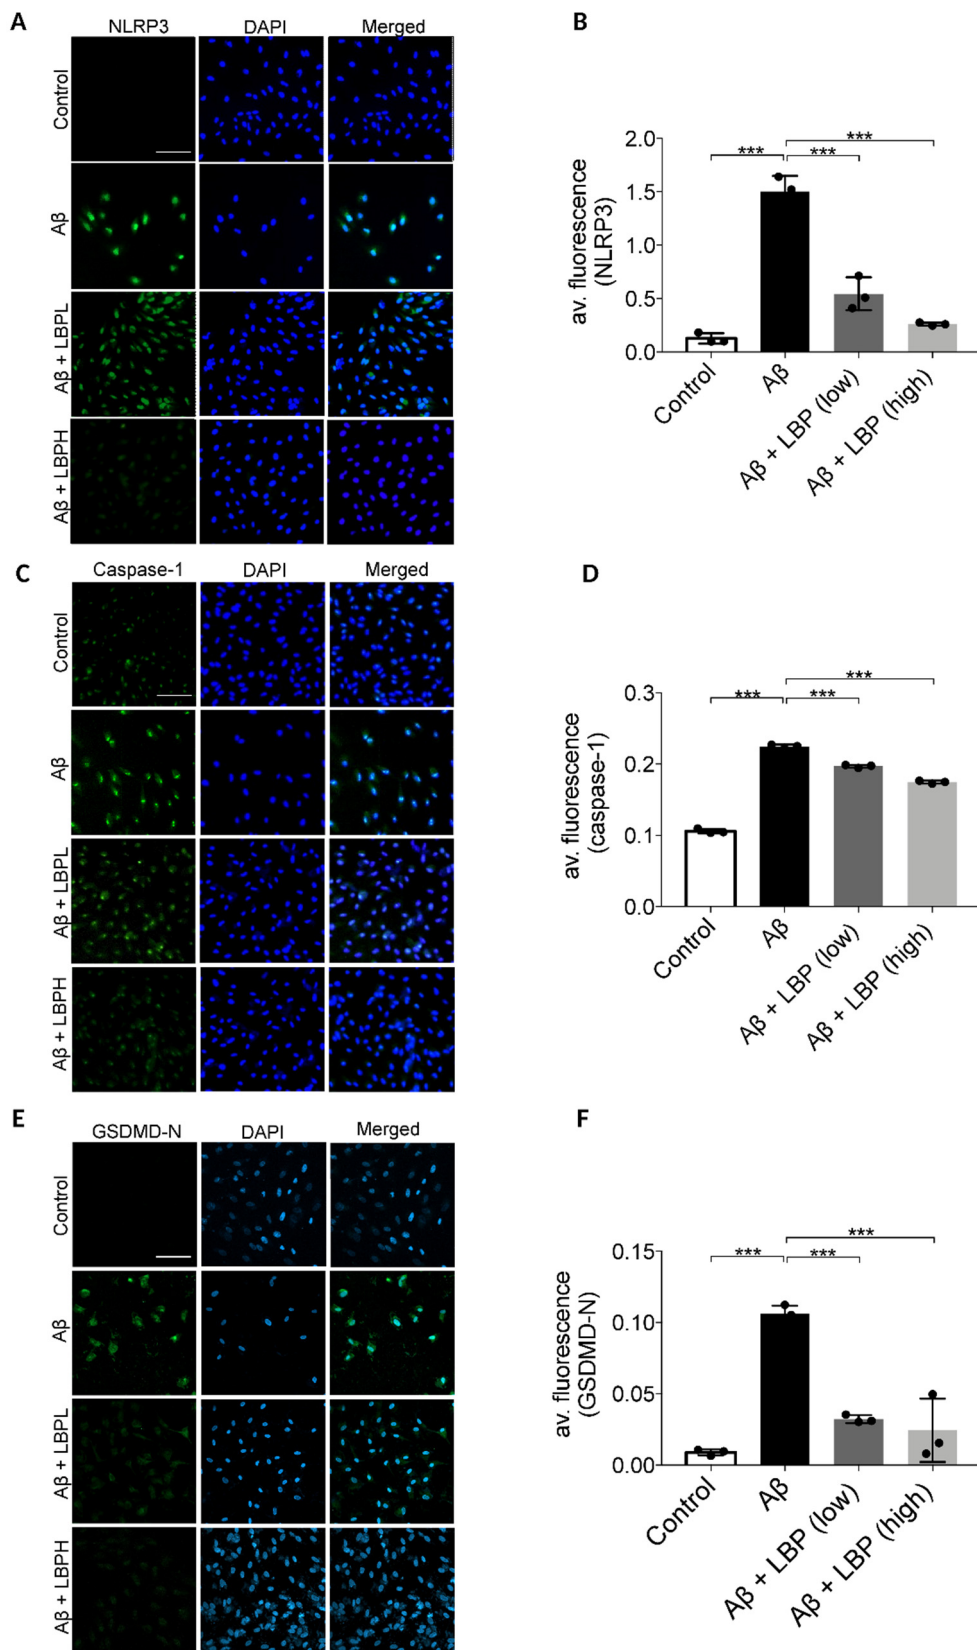 A
NLRP3 DAPI Merged
Control
Aβ
Aβ + LBPL
Aβ + LBPH
B
av. fluorescence
(NLRP3)
2.0
1.5
1.0
0.5
0.0
*** *** ***
Control
Aβ
Aβ + LBP (low)
Aβ + LBP (high)
C
Caspase-1 DAPI Merged
Control
Aβ
Aβ + LBPL
Aβ + LBPH
D
av. fluorescence
(caspase-1)
0.3
0.2
0.1
0.0
*** *** ***
Control
Aβ
Aβ + LBP (low)
Aβ + LBP (high)
E
GSDMD-N DAPI Merged
Control
Aβ
Aβ + LBPL
Aβ + LBPH
F
av. fluorescence
(GSDMD-N)
0.15
0.10
0.05
0.00
*** *** ***
Control
Aβ
Aβ + LBP (low)
Aβ + LBP (high)